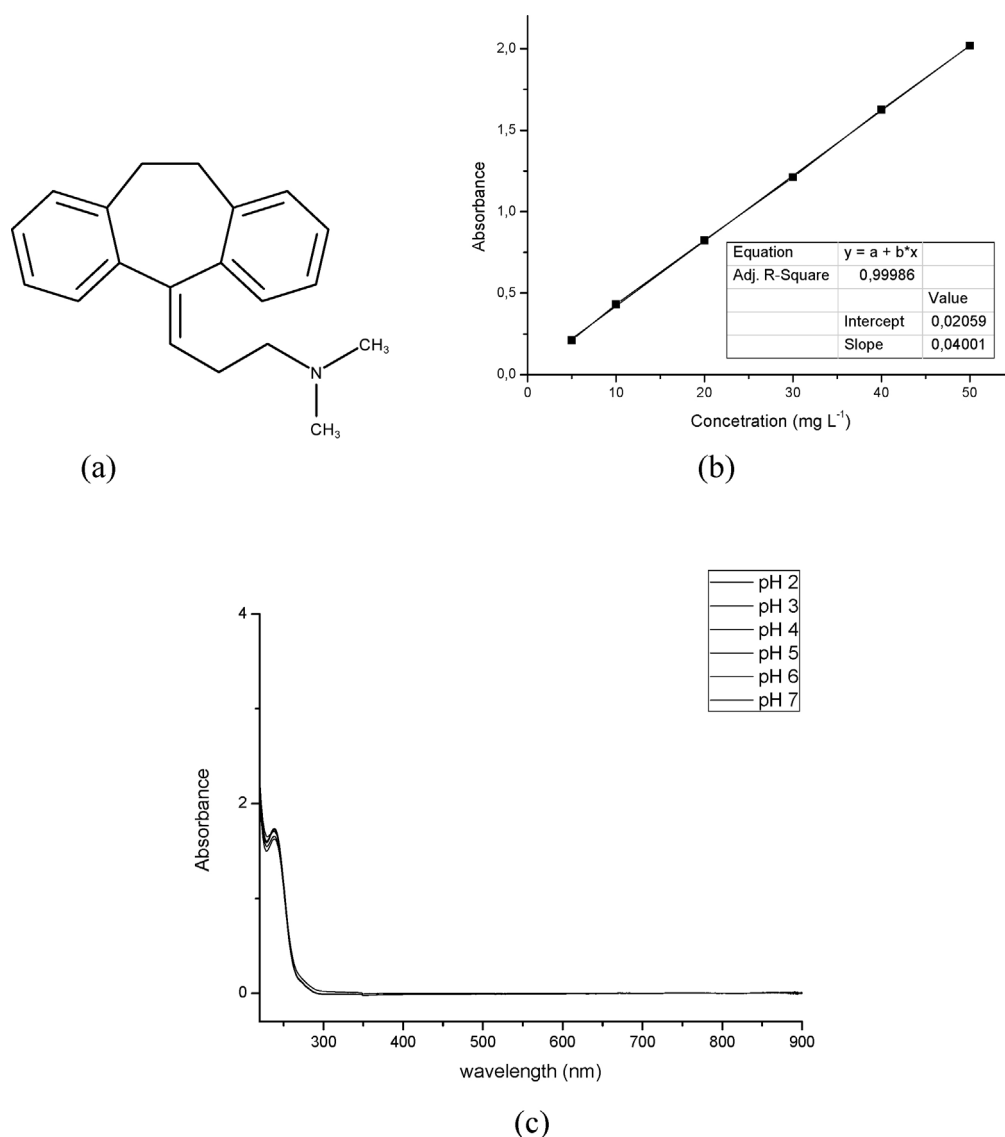 CH₃
N
CH₃
(a)
2,0
1,5
1,0
0,5
0,0
Absorbance
Equation y = a + b*x
Adj. R-Square 0,99986
Value
Intercept 0,02059
Slope 0,04001
0 10 20 30 40 50
Concetration (mg L⁻¹)
(b)
pH 2
pH 3
pH 4
pH 5
pH 6
pH 7
4
2
0
Absorbance
300 400 500 600 700 800 900
wavelength (nm)
(c)